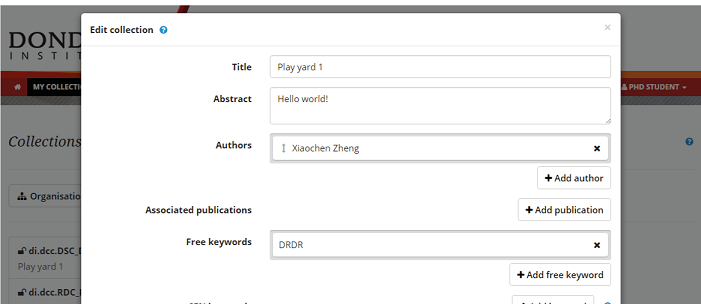 Edit collection
×
DOND
INSTIT
MY COLLECTI
PHD STUDENT
Title
Play yard 1
Abstract
Hello world!
Collections
Authors
Xiaochen Zheng
+ Add author
Organisatio
Associated publications
+ Add publication
Free keywords
DRDR
di.dcc.DSC_
Play yard 1
+ Add free keyword
di.dcc.RDC_